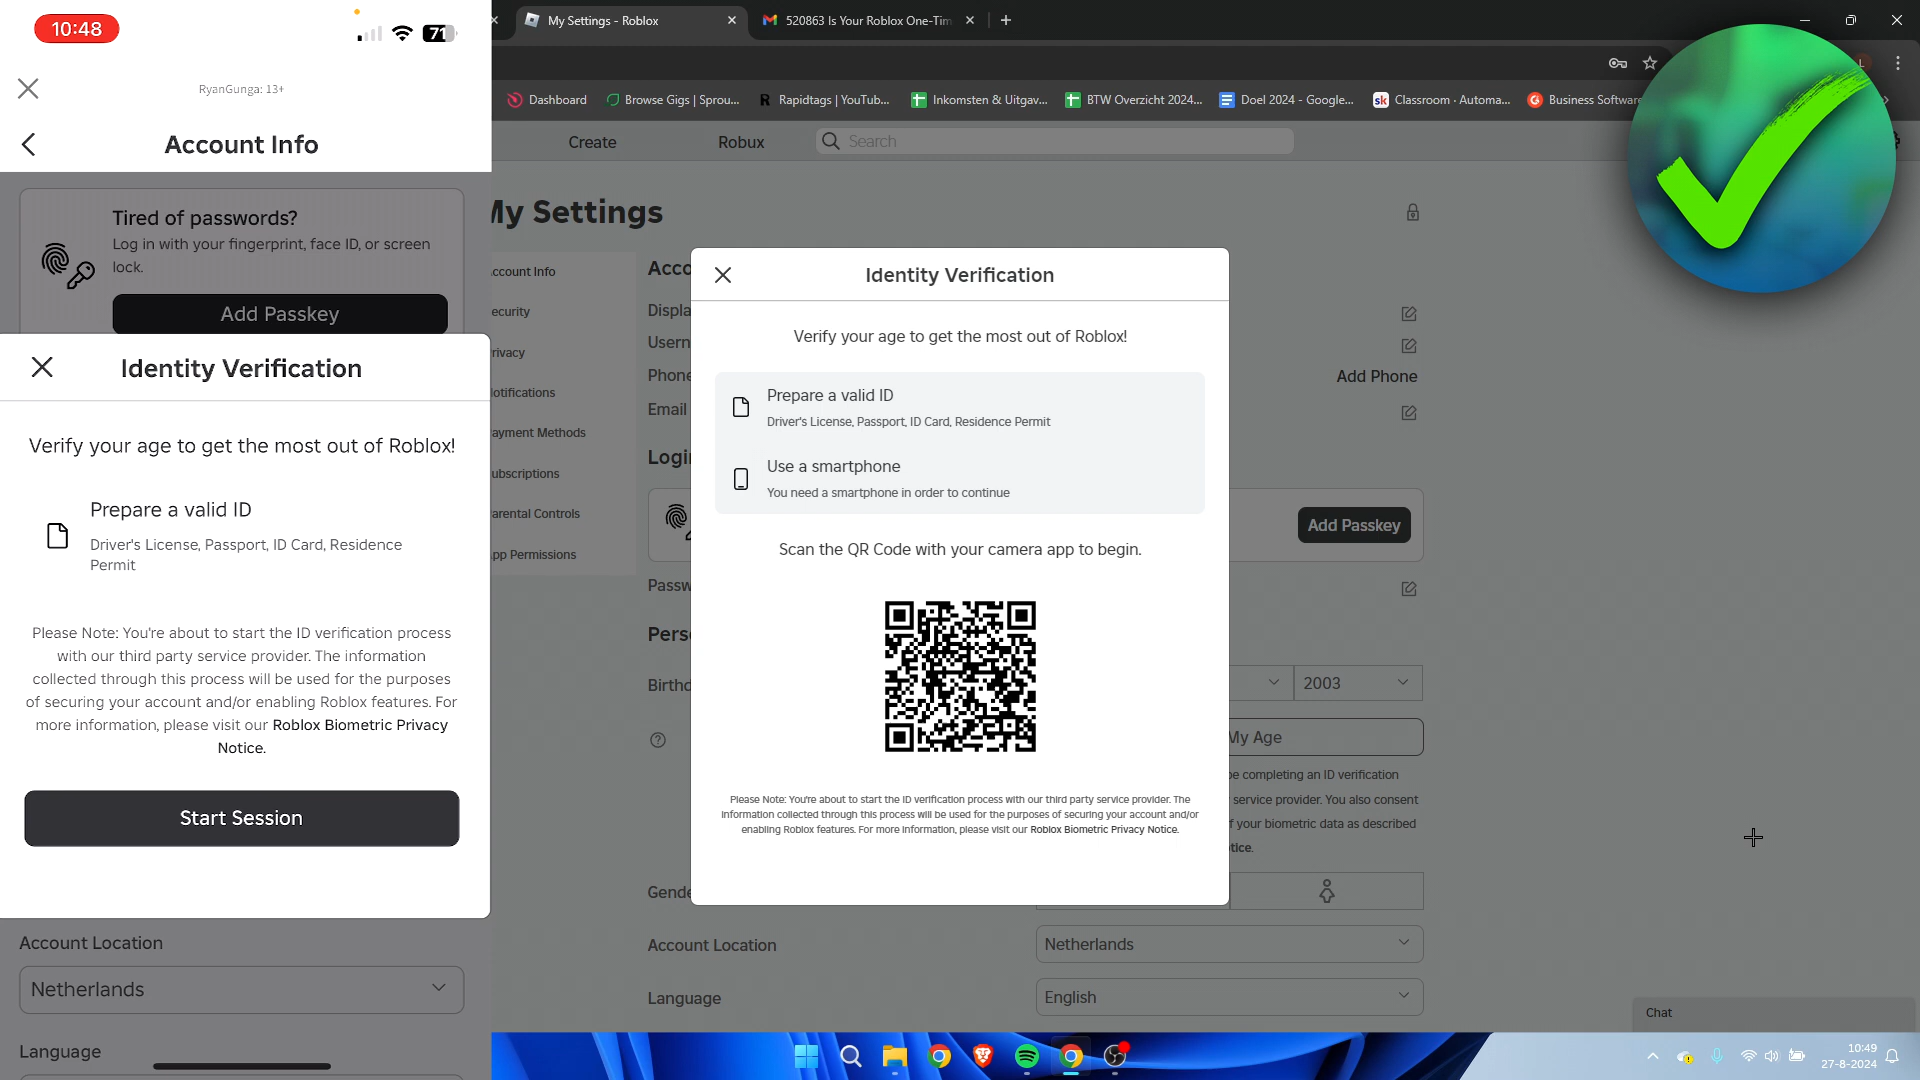 10:48
71
RyanGunga: 13+
Account Info
Tired of passwords?
Log in with your fingerprint, face ID, or screen
lock.
Add Passkey
Identity Verification
Verify your age to get the most out of Roblox!
Prepare a valid ID
Driver's License, Passport, ID Card, Residence
Permit
Please Note: You're about to start the ID verification process
with our third party service provider. The information
collected through this process will be used for the purposes
of securing your account and/or enabling Roblox features. For
more information, please visit our Roblox Biometric Privacy
Notice.
Start Session
Account Location
Netherlands
Language
My Settings - Roblox
520863 Is Your Roblox One-Tim
Dashboard
Browse Gigs | Sprou...
Rapidtags | YouTub...
Inkomsten & Uitgav...
BTW Overzicht 2024...
Doel 2024 - Google...
Classroom · Automa...
Business Software
Create
Robux
Search
My Settings
ccount Info
ecurity
rivacy
otifications
ayment Methods
ubscriptions
arental Controls
pp Permissions
Acco
Displa
Usern
Phone
Add Phone
Email
Login
Add Passkey
Passw
Pers
Birthd
2003
My Age
be completing an ID verification
service provider. You also consent
f your biometric data as described
tice.
Gende
Account Location
Netherlands
Language
English
Identity Verification
Verify your age to get the most out of Roblox!
Prepare a valid ID
Driver's License, Passport, ID Card, Residence Permit
Use a smartphone
You need a smartphone in order to continue
Scan the QR Code with your camera app to begin.
Please Note: You're about to start the ID verification process with our third party service provider. The
information collected through this process will be used for the purposes of securing your account and/or
enabling Roblox features. For more information, please visit our Roblox Biometric Privacy Notice.
Chat
10:49
27-8-2024